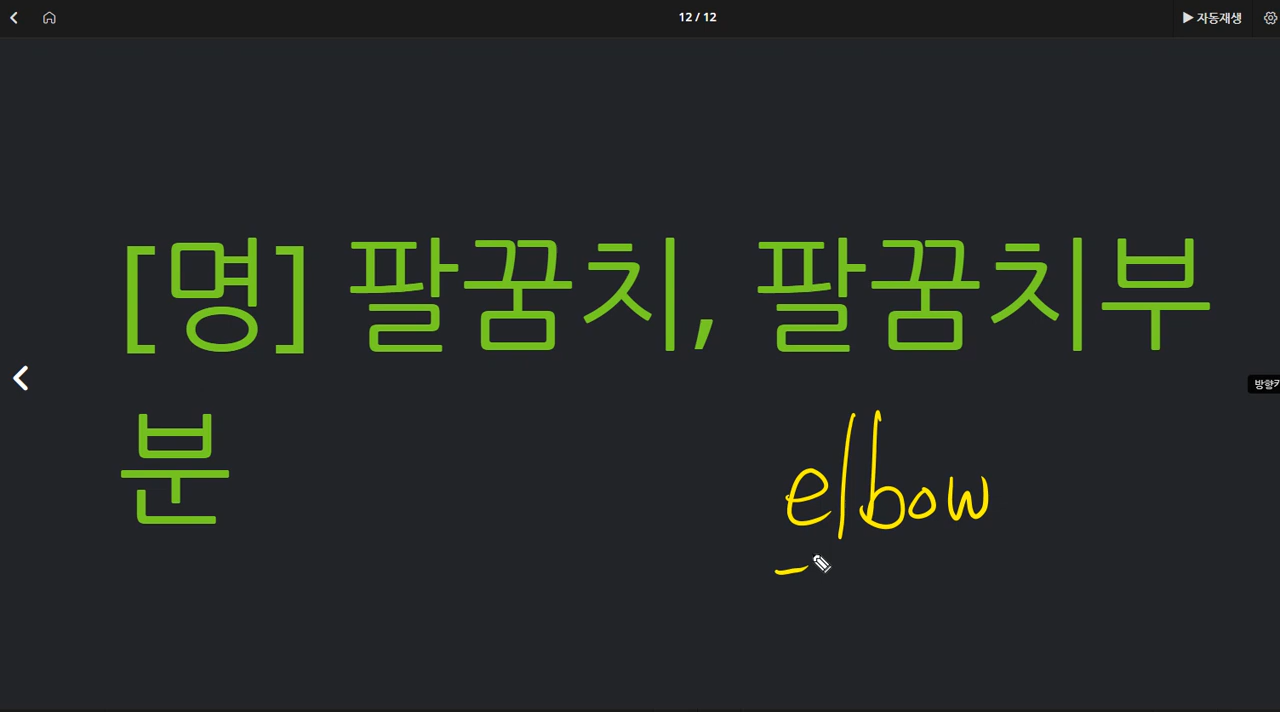 12 / 12
▶ 자동재생
[명] 팔꿈치, 팔꿈치부
분
방향키
elbow